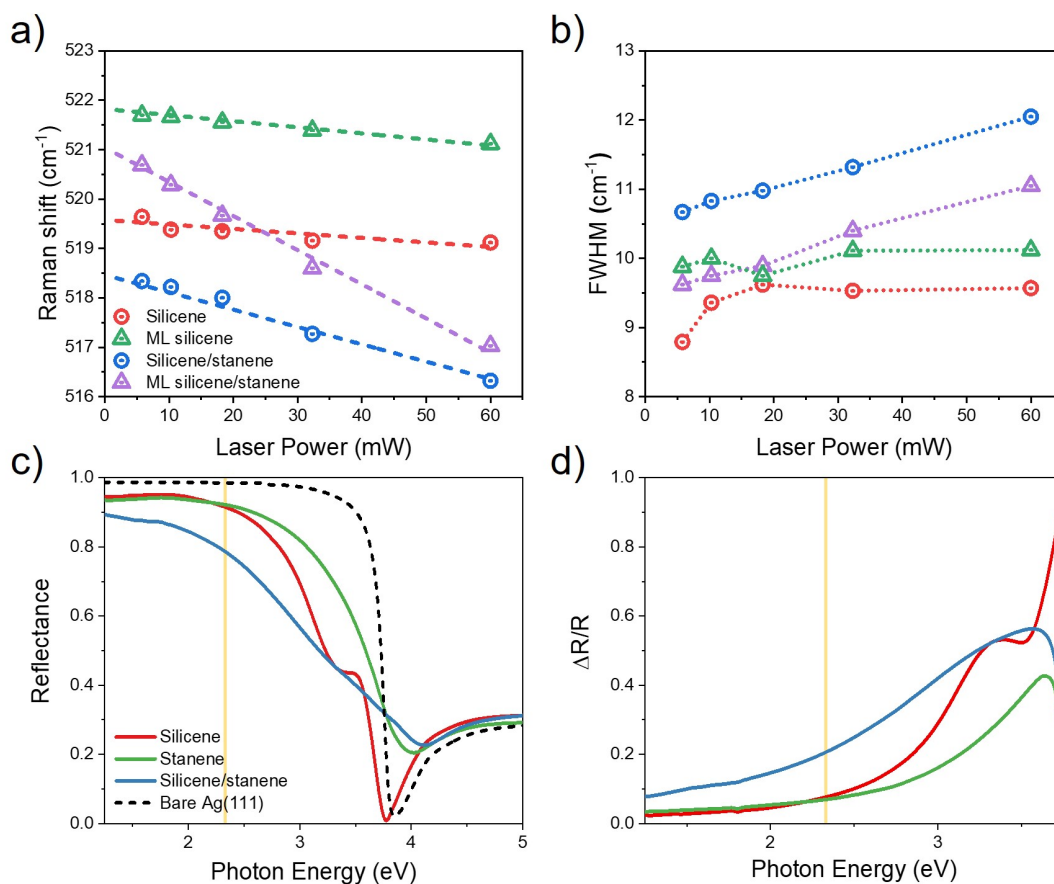 a)
523
522
521
520
519
518
517
516
Raman shift (cm⁻¹)
Silicene
ML silicene
Silicene/stanene
ML silicene/stanene
0 10 20 30 40 50 60
Laser Power (mW)
b)
13
12
11
10
9
8
FWHM (cm⁻¹)
0 10 20 30 40 50 60
Laser Power (mW)
c)
1.0
0.8
0.6
0.4
0.2
0.0
Reflectance
Silicene
Stanene
Silicene/stanene
Bare Ag(111)
2 3 4 5
Photon Energy (eV)
d)
1.0
0.8
0.6
0.4
0.2
0.0
ΔR/R
2 3
Photon Energy (eV)